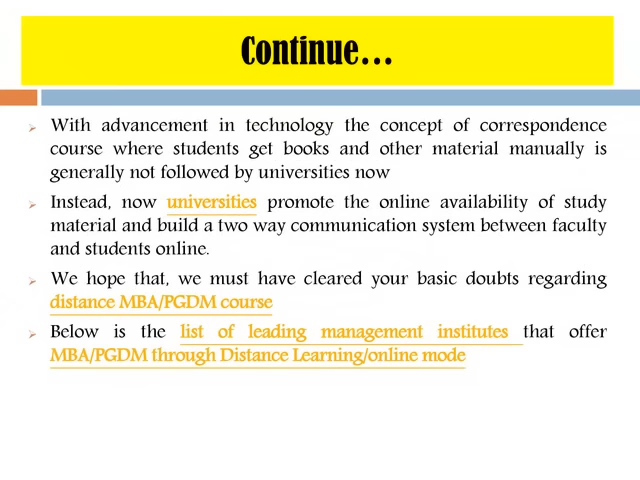 Continue...
With advancement in technology the concept of correspondence
course where students get books and other material manually is
generally not followed by universities now
Instead, now universities promote the online availability of study
material and build a two way communication system between faculty
and students online.
We hope that, we must have cleared your basic doubts regarding
distance MBA/PGDM course
Below is the list of leading management institutes that offer
MBA/PGDM through Distance Learning/online mode